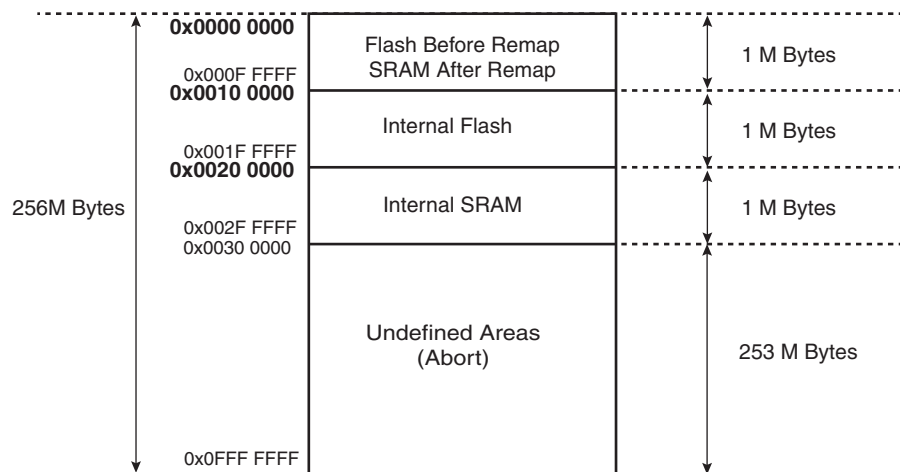 0x0000 0000
Flash Before Remap
SRAM After Remap
1 M Bytes
0x000F FFFF
0x0010 0000
Internal Flash
1 M Bytes
0x001F FFFF
0x0020 0000
256M Bytes
Internal SRAM
1 M Bytes
0x002F FFFF
0x0030 0000
Undefined Areas
(Abort)
253 M Bytes
0x0FFF FFFF